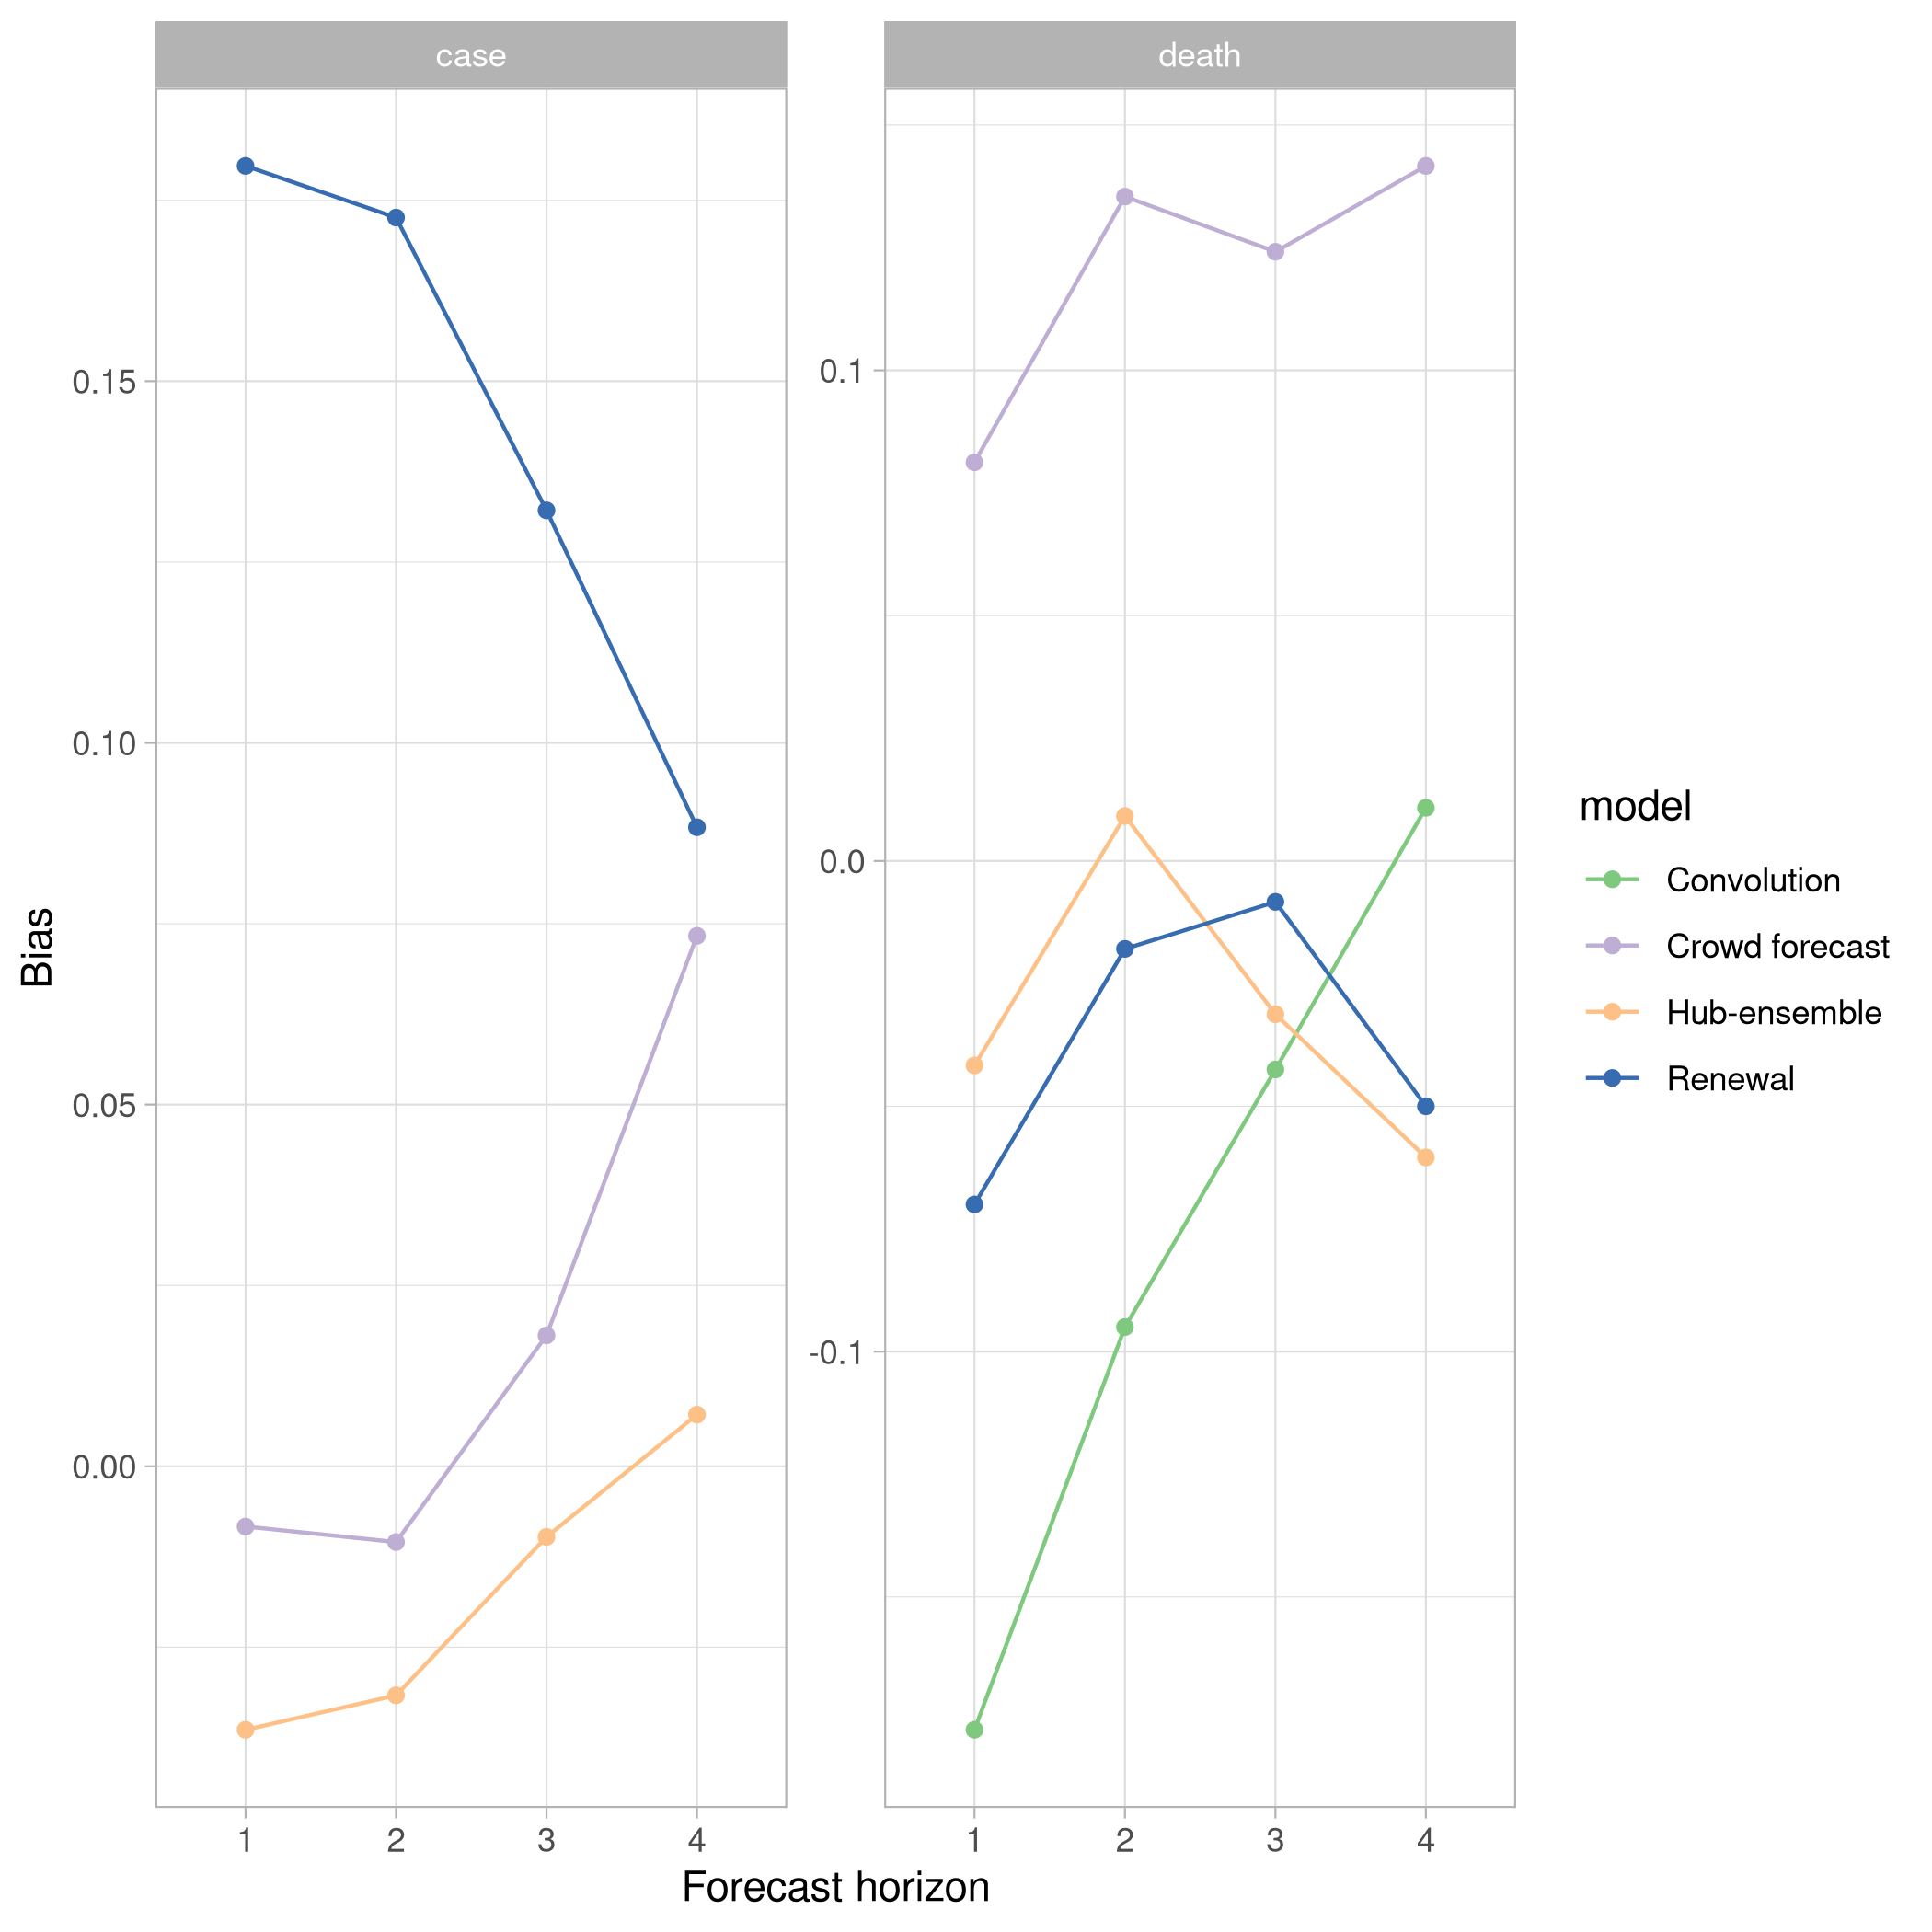 case
death
Bias
0.15
0.10
0.05
0.00
0.1
0.0
-0.1
1 2 3 4
1 2 3 4
Forecast horizon
model
Convolution
Crowd forecast
Hub-ensemble
Renewal